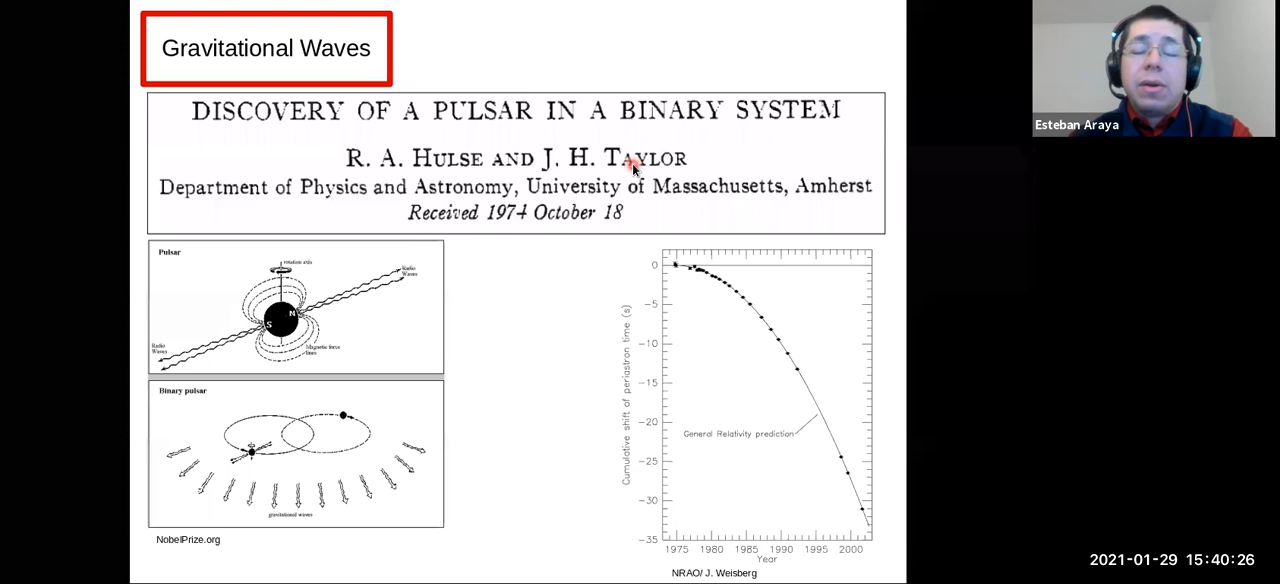 Gravitational Waves
DISCOVERY OF A PULSAR IN A BINARY SYSTEM
R. A. HULSE AND J. H. TAYLOR
Department of Physics and Astronomy, University of Massachusetts, Amherst
Received 1974 October 18
Pulsar
rotation axis
Radio
Waves
N
S
Radio
Waves
Magnetic force
lines
Binary pulsar
gravitational waves
NobelPrize.org
Cumulative shift of periastron time (s)
0
-5
-10
-15
-20
-25
-30
-35
General Relativity prediction
1975 1980 1985 1990 1995 2000
Year
NRAO/ J. Weisberg
Esteban Araya
2021-01-29 15:40:26